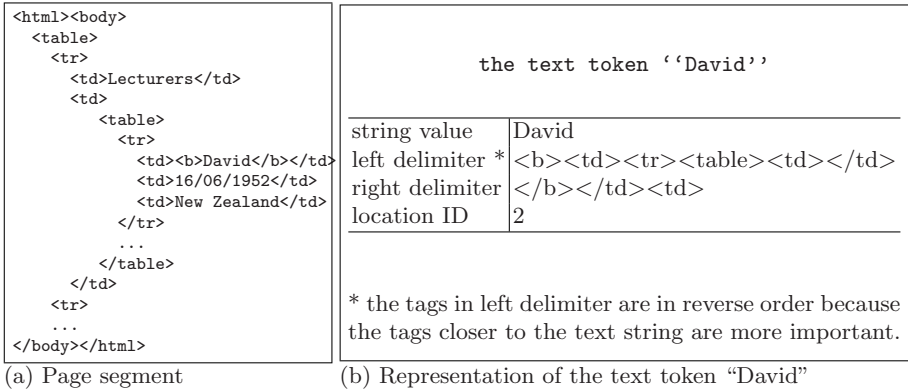 <html><body>
<table>
<tr>
<td>Lecturers</td>
<td>
<table>
<tr>
<td><b>David</b></td>
<td>16/06/1952</td>
<td>New Zealand</td>
</tr>
...
</table>
</td>
<tr>
...
</body></html>
(a) Page segment
the text token ‘‘David’’
string value David
left delimiter * <b><td><tr><table><td></td>
right delimiter </b></td><td>
location ID 2
* the tags in left delimiter are in reverse order because
the tags closer to the text string are more important.
(b) Representation of the text token “David”